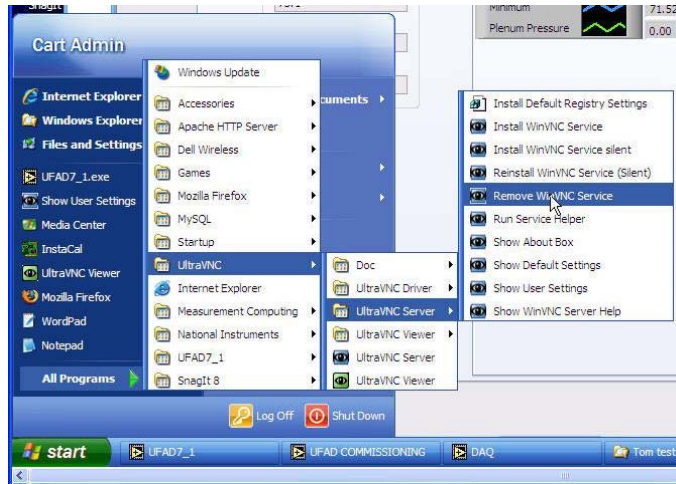 SnagIt
Minimum
71.52
Plenum Pressure
0.00
Cart Admin
Internet Explorer
Windows Explorer
Files and Settings
UFAD7_1.exe
Show User Settings
Media Center
InstaCal
UltraVNC Viewer
Mozilla Firefox
WordPad
Notepad
All Programs
Windows Update
Accessories
Apache HTTP Server
Dell Wireless
Games
Mozilla Firefox
MySQL
Startup
UltraVNC
Internet Explorer
Measurement Computing
National Instruments
UFAD7_1
SnagIt 8
cuments
Doc
UltraVNC Driver
UltraVNC Server
UltraVNC Viewer
UltraVNC Server
UltraVNC Viewer
Install Default Registry Settings
Install WinVNC Service
Install WinVNC Service silent
Reinstall WinVNC Service (Silent)
Remove WinVNC Service
Run Service Helper
Show About Box
Show Default Settings
Show User Settings
Show WinVNC Server Help
Log Off
Shut Down
start
UFAD7_1
UFAD COMMISSIONING
DAQ
Tom test